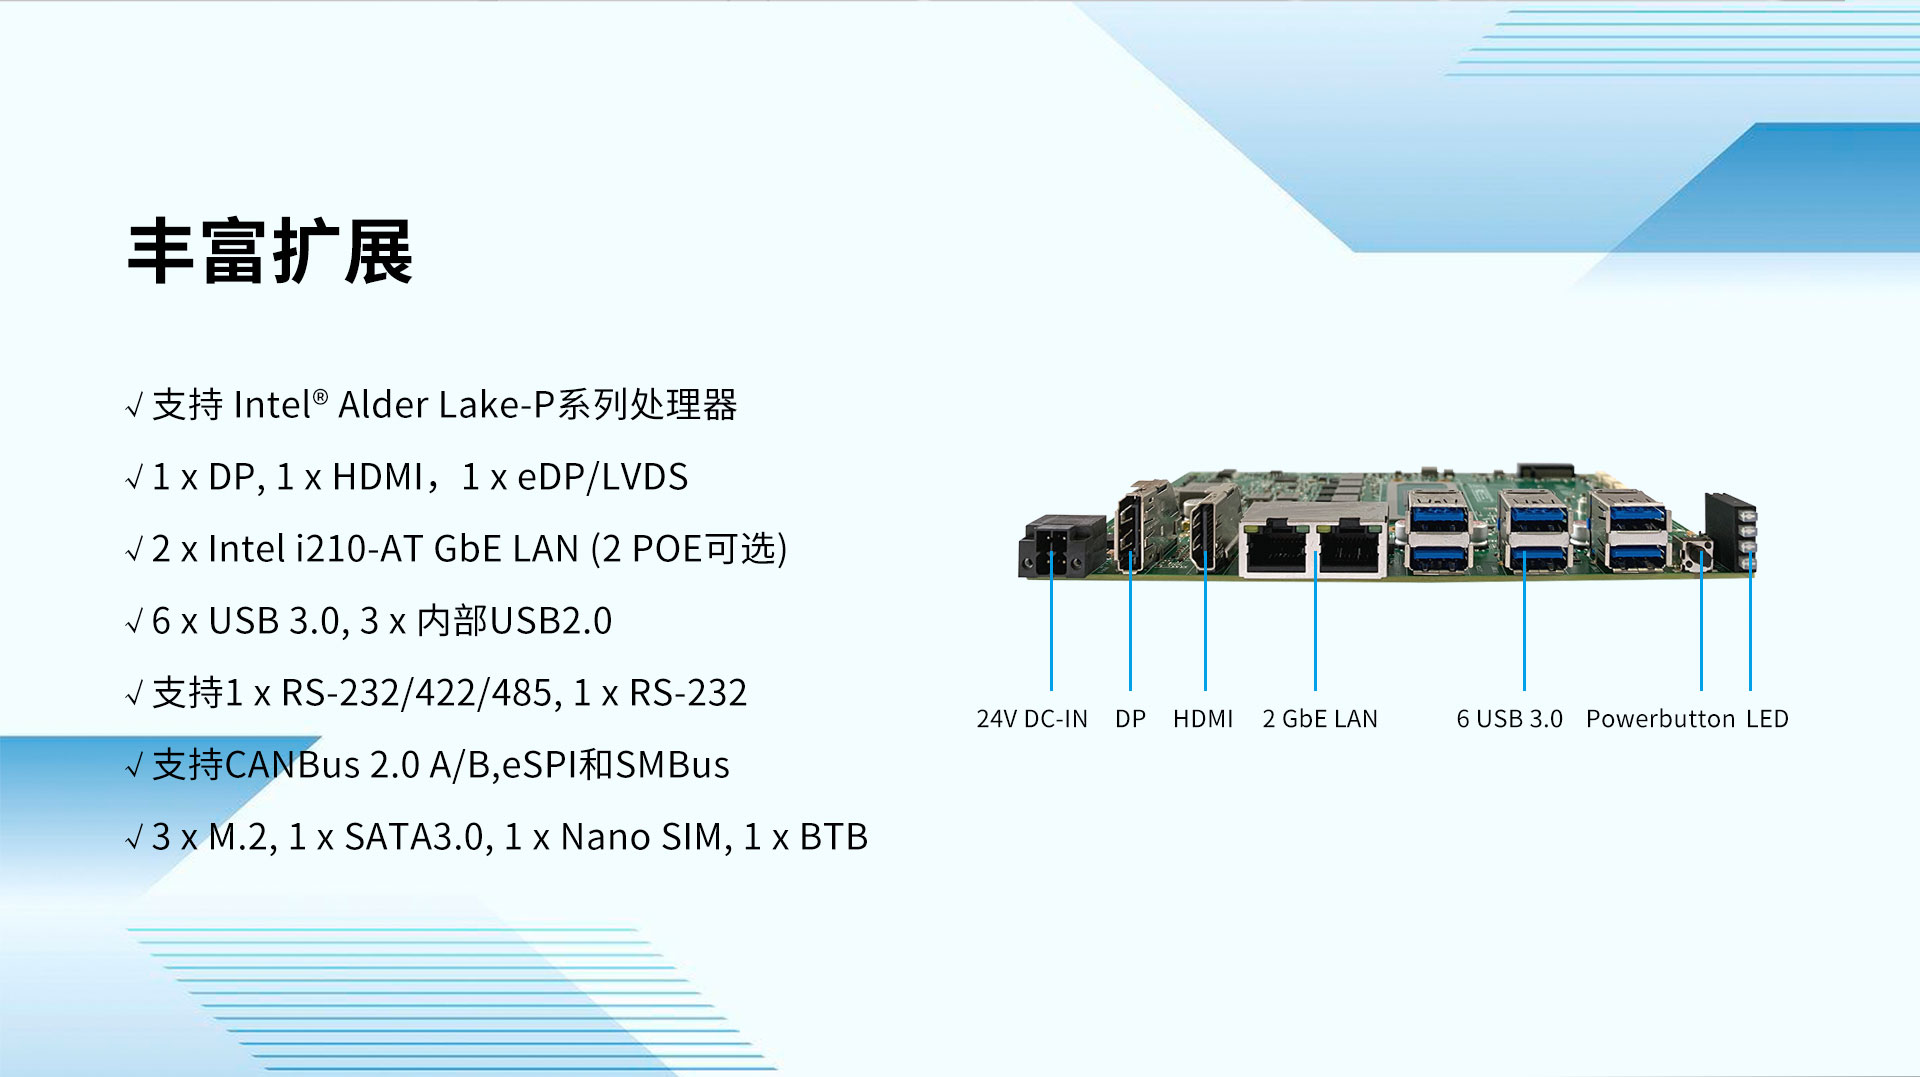 丰富扩展
√ 支持 Intel® Alder Lake-P系列处理器
√ 1 x DP, 1 x HDMI，1 x eDP/LVDS
√ 2 x Intel i210-AT GbE LAN (2 POE可选)
√ 6 x USB 3.0, 3 x 内部USB2.0
√ 支持1 x RS-232/422/485, 1 x RS-232
√ 支持CANBus 2.0 A/B,eSPI和SMBus
√ 3 x M.2, 1 x SATA3.0, 1 x Nano SIM, 1 x BTB
24V DC-IN DP HDMI 2 GbE LAN 6 USB 3.0 Powerbutton LED